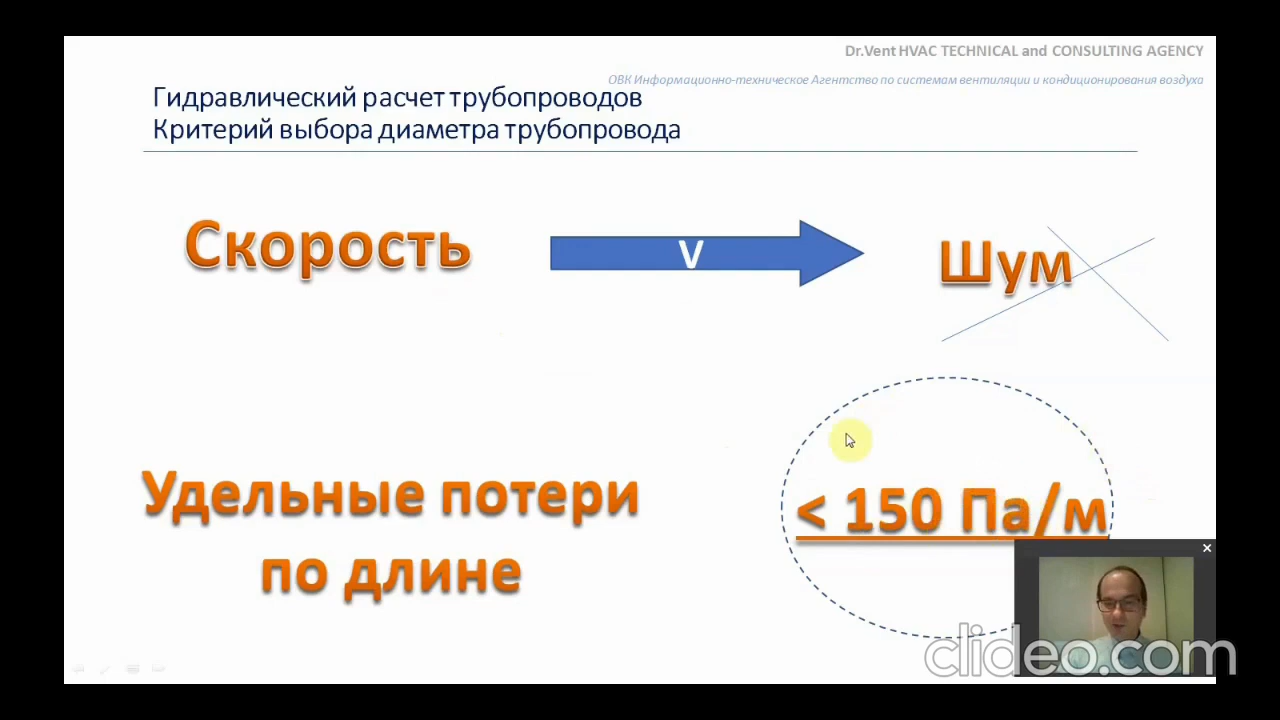 Dr.Vent HVAC TECHNICAL and CONSULTING AGENCY
ОВК Информационно-техническое Агентство по системам вентиляции и кондиционирования воздуха
Гидравлический расчет трубопроводов
Критерий выбора диаметра трубопровода
Скорость
V
Шум
Удельные потери
по длине
< 150 Па/м
clideo.com